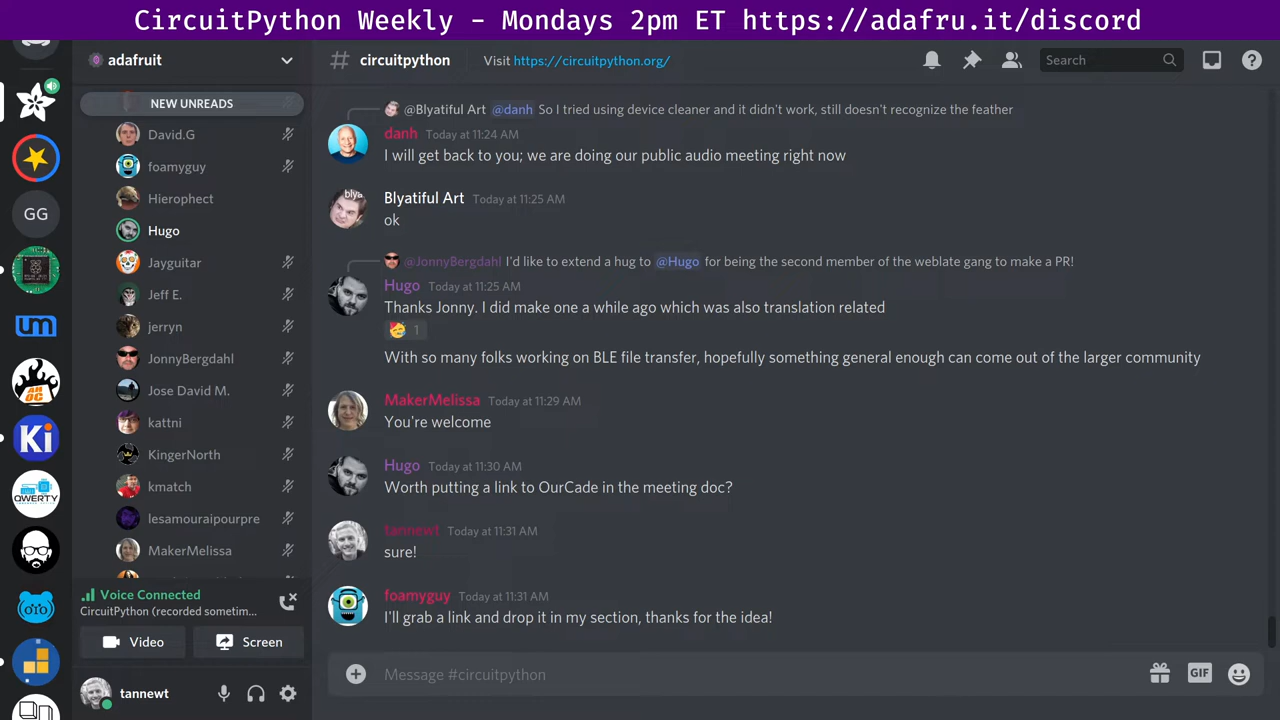 CircuitPython Weekly - Mondays 2pm ET https://adafru.it/discord
adafruit
circuitpython
Visit https://circuitpython.org/
Search
NEW UNREADS
David.G
foamyguy
Hierophect
Hugo
Jayguitar
Jeff E.
jerryn
JonnyBergdahl
Jose David M.
kattni
KingerNorth
kmatch
lesamouraipourpre
MakerMelissa
Voice Connected
CircuitPython (recorded sometim...
Video
Screen
tannewt
GG
um
Ki
QWERTY
@Blyatiful Art @danh So I tried using device cleaner and it didn't work, still doesn't recognize the feather
danh Today at 11:24 AM
I will get back to you; we are doing our public audio meeting right now
blya
Blyatiful Art Today at 11:25 AM
ok
@JonnyBergdahl I'd like to extend a hug to @Hugo for being the second member of the weblate gang to make a PR!
Hugo Today at 11:25 AM
Thanks Jonny. I did make one a while ago which was also translation related
1
With so many folks working on BLE file transfer, hopefully something general enough can come out of the larger community
MakerMelissa Today at 11:29 AM
You're welcome
Hugo Today at 11:30 AM
Worth putting a link to OurCade in the meeting doc?
tannewt Today at 11:31 AM
sure!
foamyguy Today at 11:31 AM
I'll grab a link and drop it in my section, thanks for the idea!
Message #circuitpython
GIF